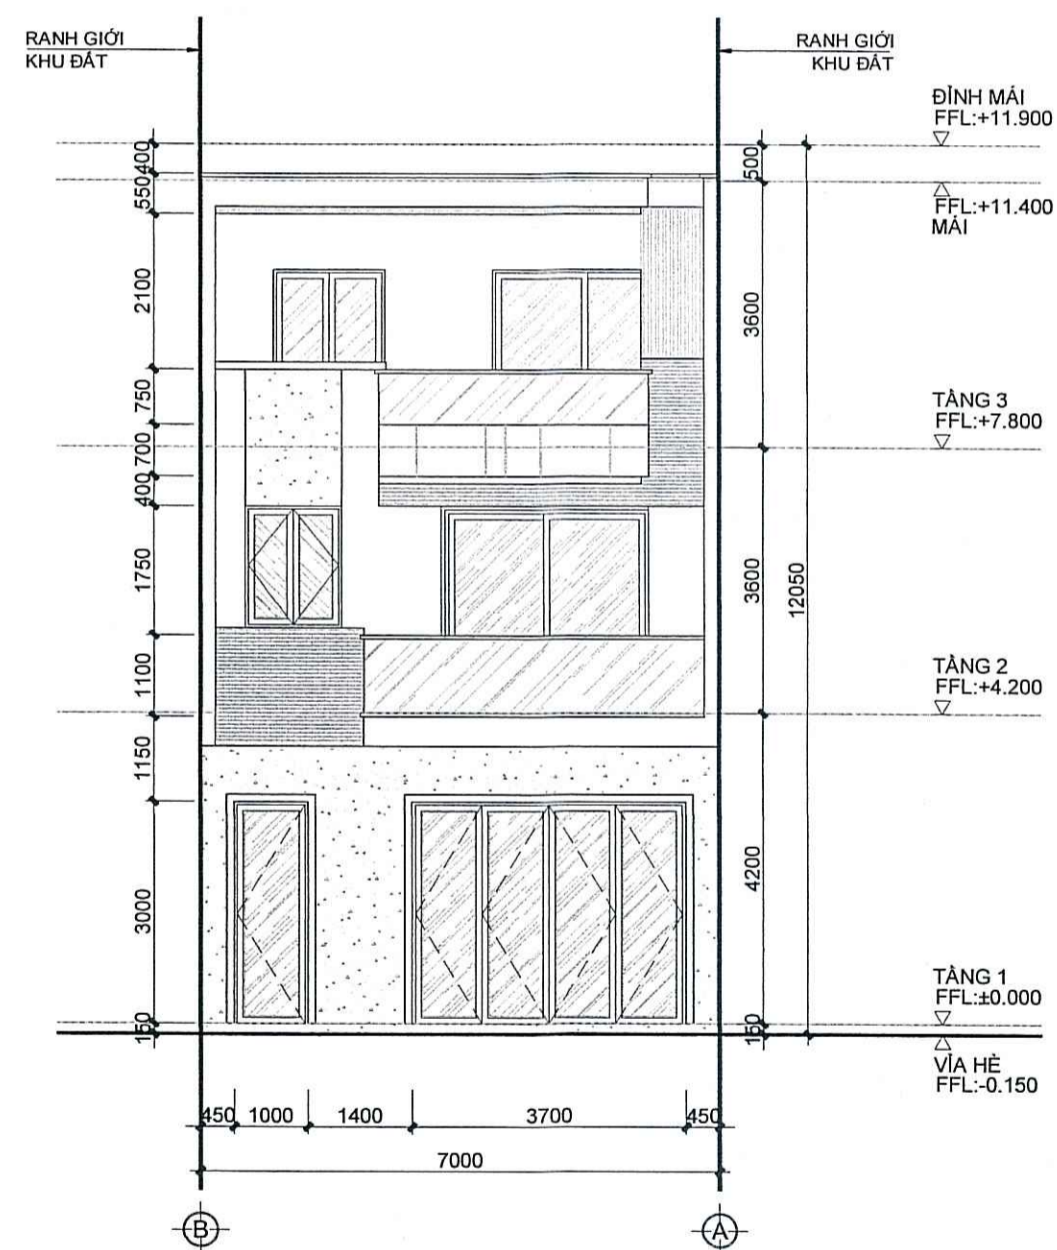 RANH GIỚI
KHU ĐẤT
RANH GIỚI
KHU ĐẤT
ĐỈNH MÁI
FFL:+11.900
FFL:+11.400
MÁI
TẦNG 3
FFL:+7.800
TẦNG 2
FFL:+4.200
TẦNG 1
FFL:±0.000
VỈA HÈ
FFL:-0.150
400
550
2100
750
700
400
1750
1100
1150
3000
150
500
3600
3600
4200
150
12050
450 1000 1400 3700 450
7000
B A